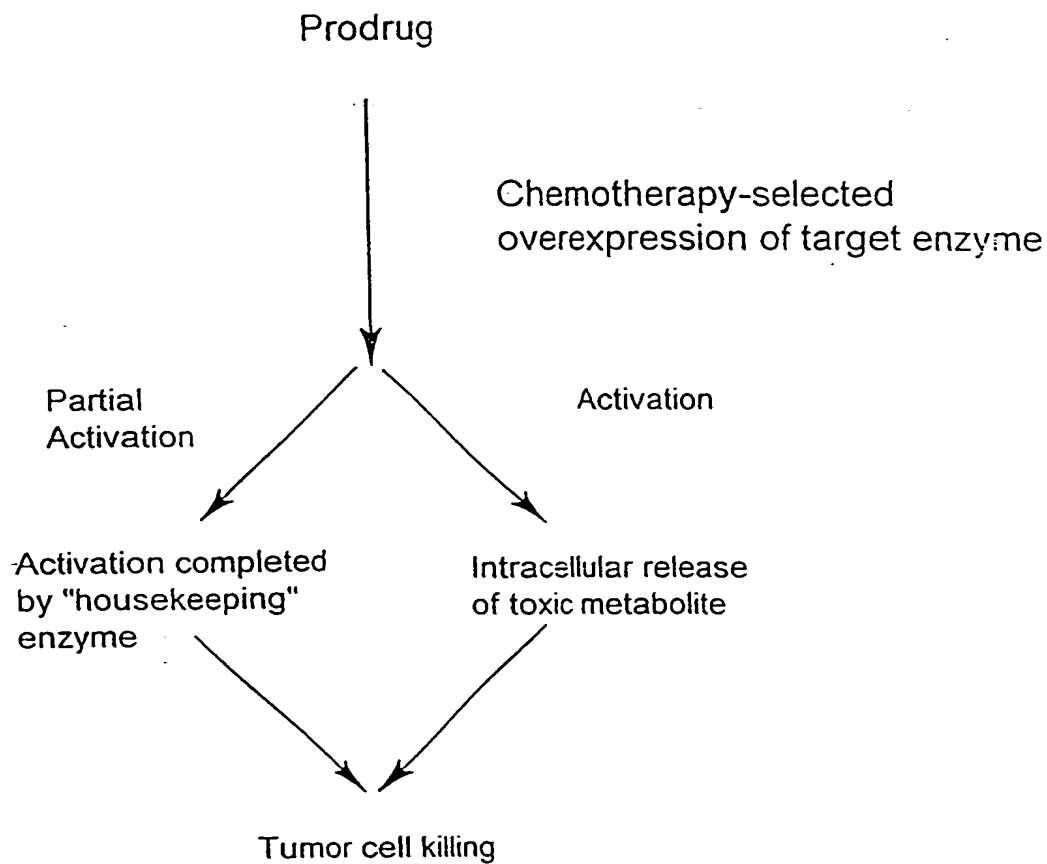 Prodrug
Chemotherapy-selected
overexpression of target enzyme
Partial
Activation
Activation
Activation completed
by "housekeeping"
enzyme
Intracellular release
of toxic metabolite
Tumor cell killing